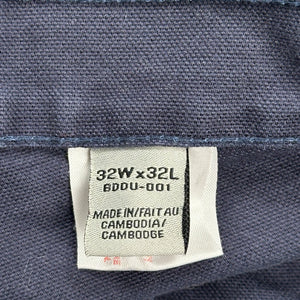 32W x 32L
BDDU-001
MADE IN/FAIT AU
CAMBODIA/
CAMBODGE